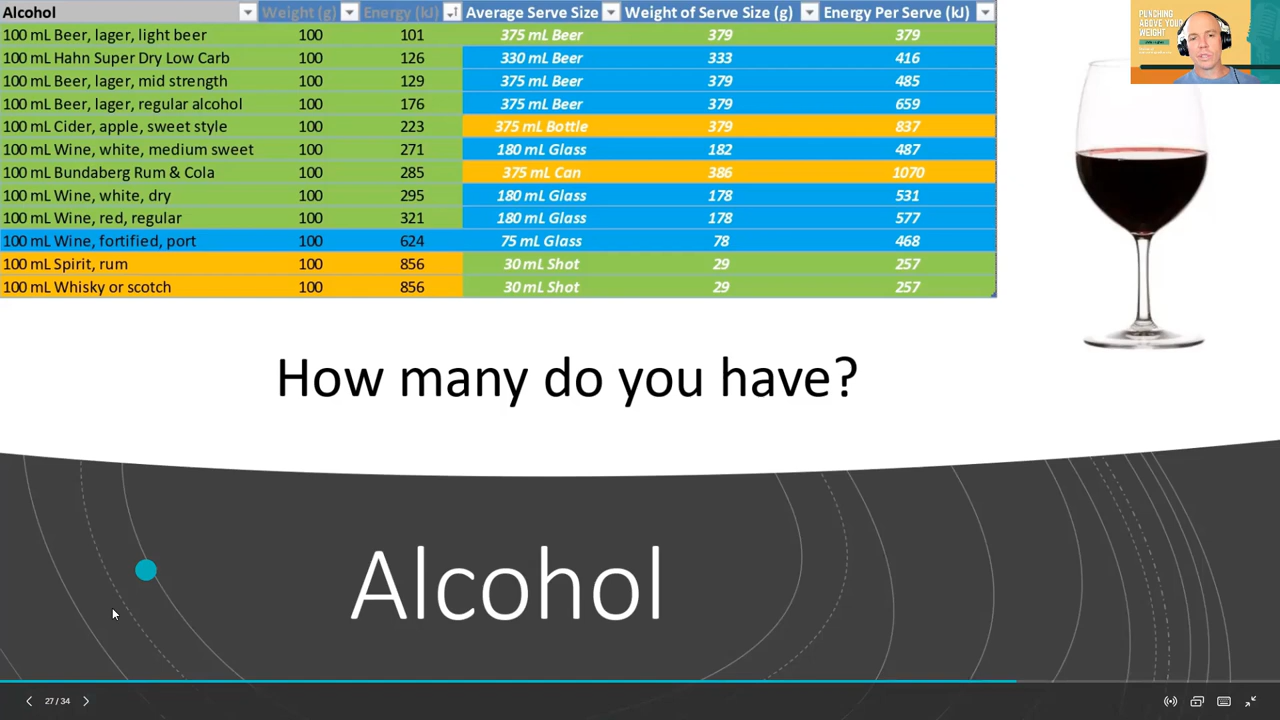 Alcohol Weight (g) Energy (kJ) Average Serve Size Weight of Serve Size (g) Energy Per Serve (kJ)
100 mL Beer, lager, light beer 100 101 375 mL Beer 379 379
100 mL Hahn Super Dry Low Carb 100 126 330 mL Beer 333 416
100 mL Beer, lager, mid strength 100 129 375 mL Beer 379 485
100 mL Beer, lager, regular alcohol 100 176 375 mL Beer 379 659
100 mL Cider, apple, sweet style 100 223 375 mL Bottle 379 837
100 mL Wine, white, medium sweet 100 271 180 mL Glass 182 487
100 mL Bundaberg Rum & Cola 100 285 375 mL Can 386 1070
100 mL Wine, white, dry 100 295 180 mL Glass 178 531
100 mL Wine, red, regular 100 321 180 mL Glass 178 577
100 mL Wine, fortified, port 100 624 75 mL Glass 78 468
100 mL Spirit, rum 100 856 30 mL Shot 29 257
100 mL Whisky or scotch 100 856 30 mL Shot 29 257
PUNCHING
ABOVE YOUR
WEIGHT
How many do you have?
Alcohol
27 / 34